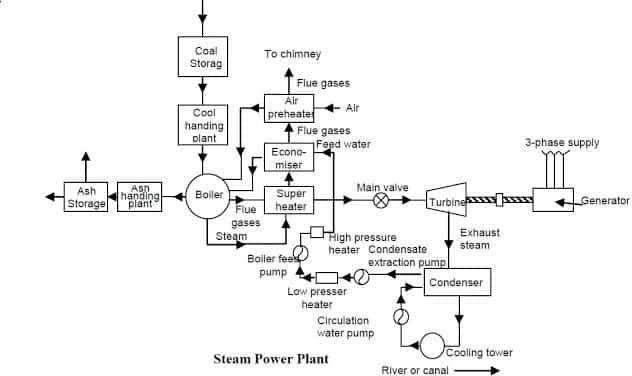 Coal
Storag
To chimney
Flue gases
Air
preheater
Air
Cool
handing
plant
Flue gases
Feed water
Econo-
miser
3-phase supply
Ash
Storage
Ash
handing
plant
Boiler
Super
heater
Main valve
Turbine
Generator
Flue
gases
Steam
High pressure
heater
Exhaust
steam
Boiler feed
pump
Condensate
extraction pump
Condenser
Low presser
heater
Circulation
water pump
Cooling tower
Steam Power Plant
River or canal